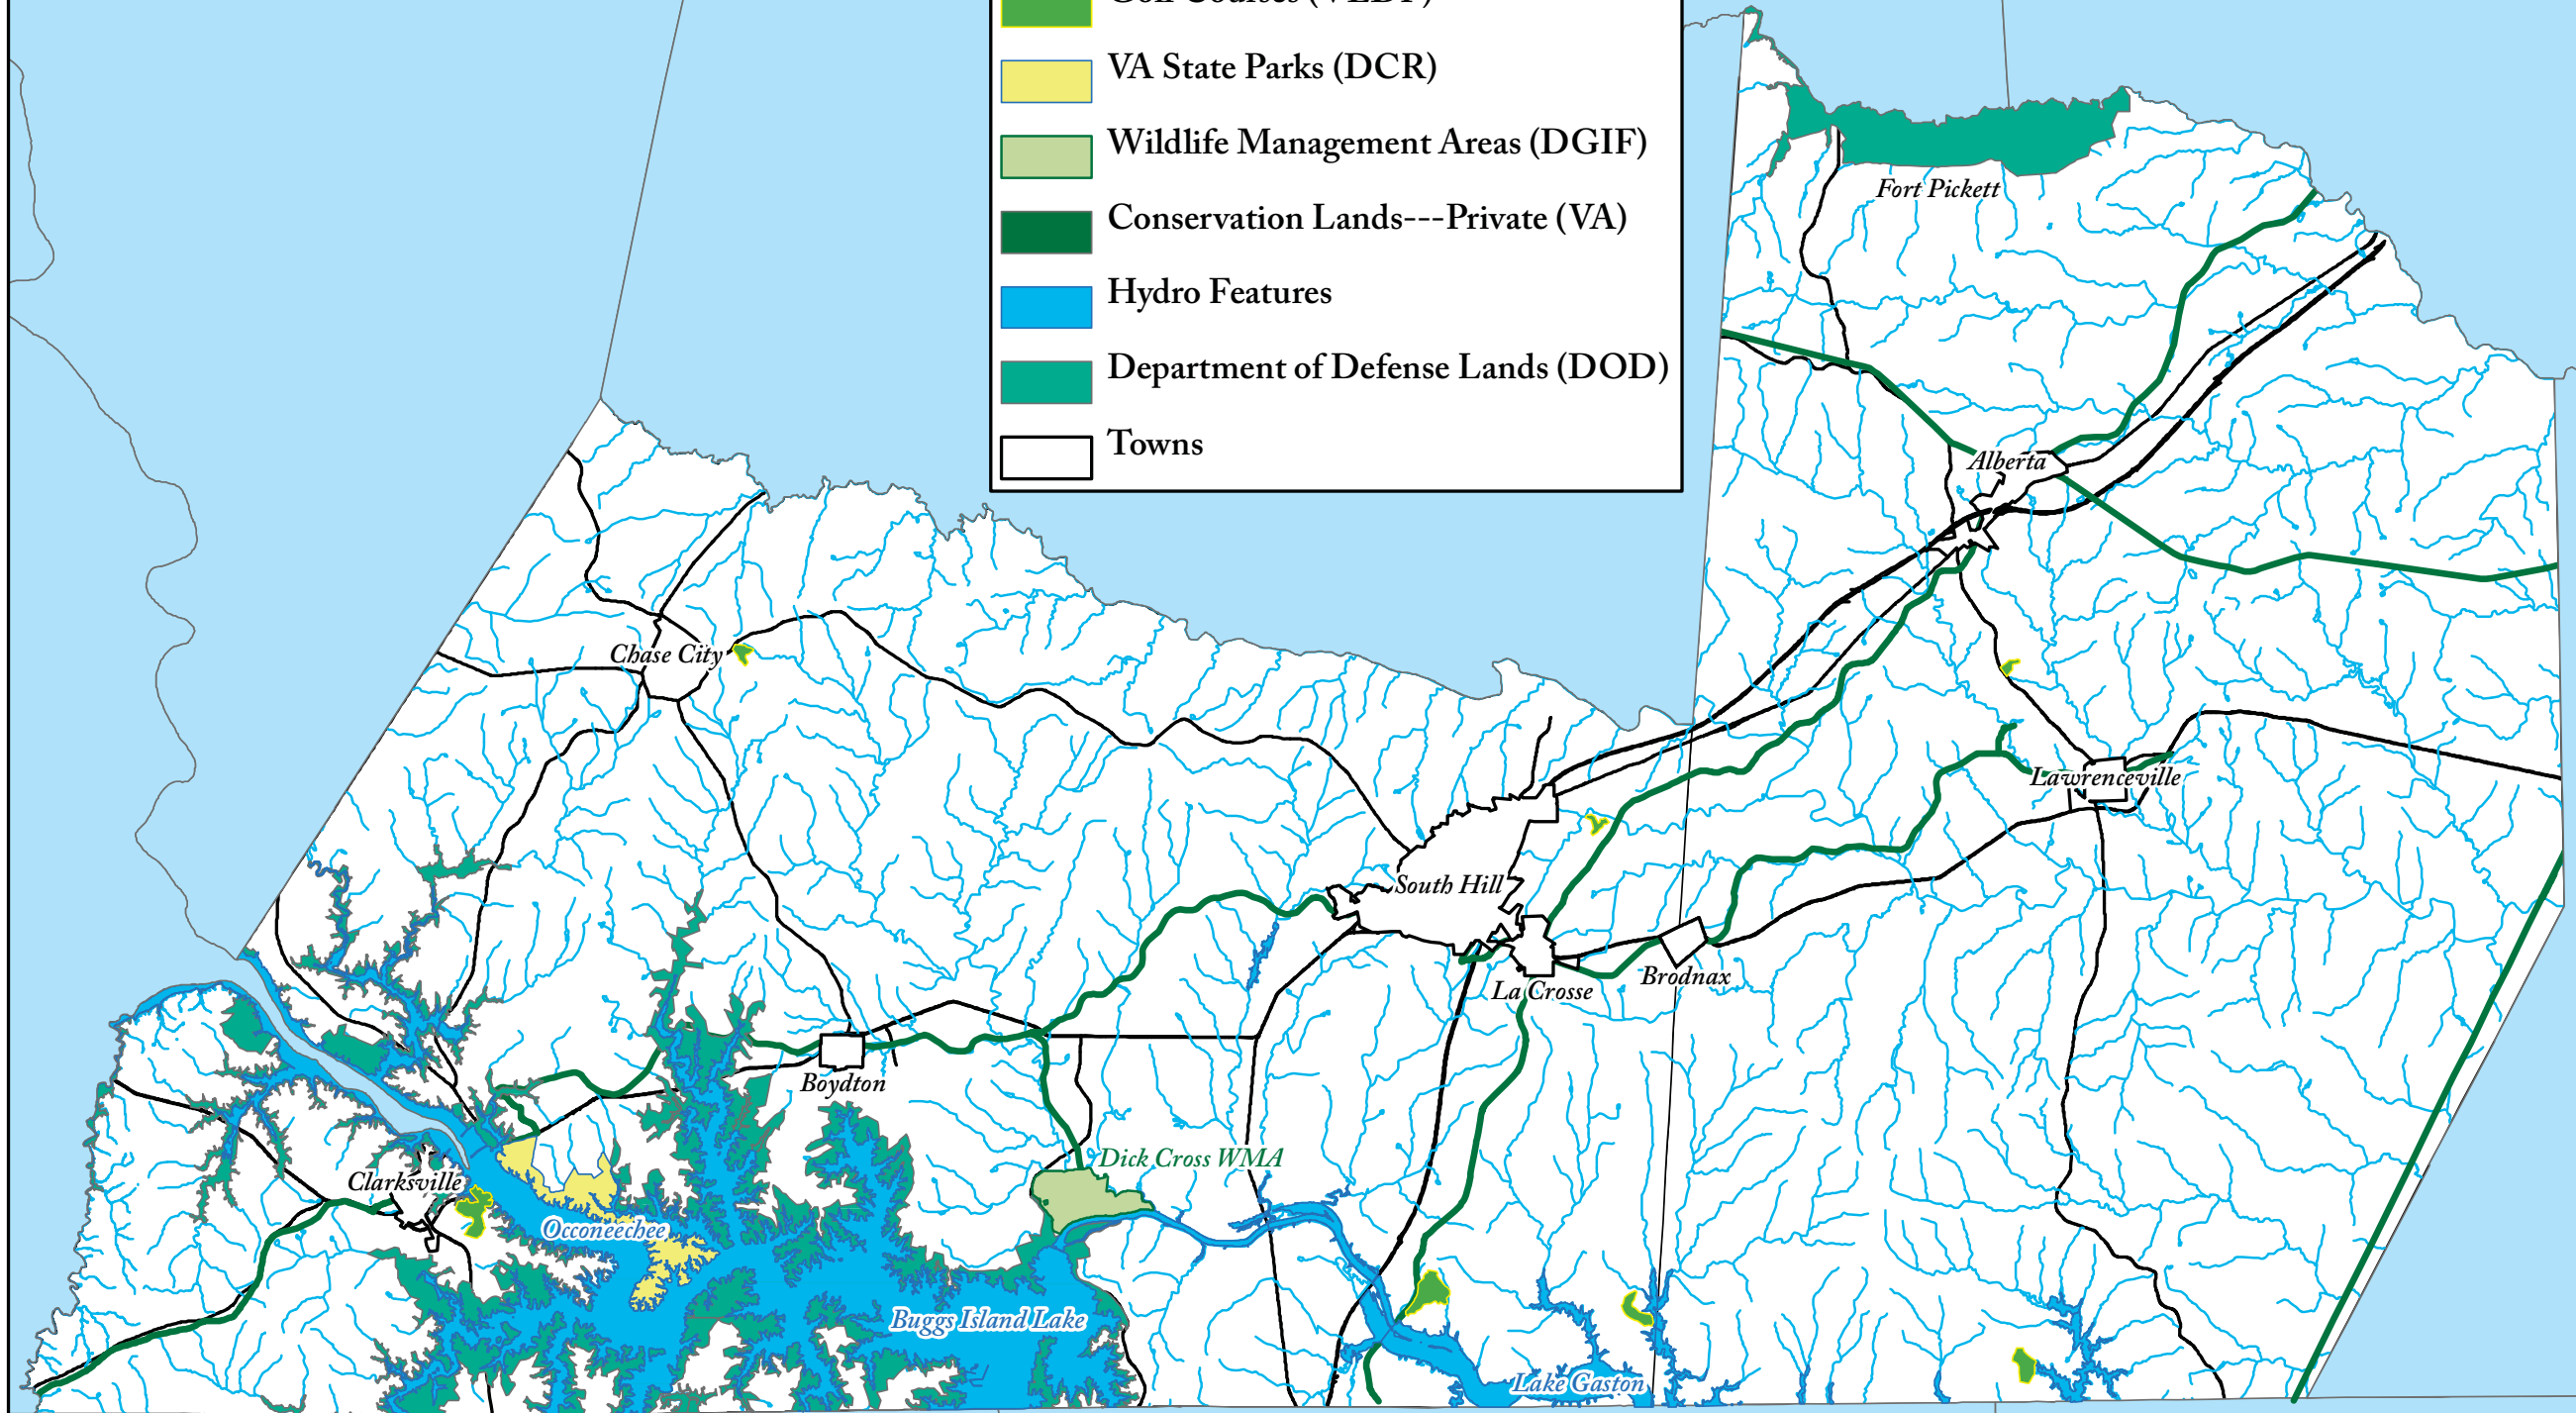 VA State Parks (DCR)
Wildlife Management Areas (DGIF)
Conservation Lands---Private (VA)
Hydro Features
Department of Defense Lands (DOD)
Towns
Fort Pickett
Alberta
Chase City
Lawrenceville
South Hill
Brodnax
La Crosse
Boydton
Dick Cross WMA
Clarksville
Occoneechee
Buggs Island Lake
Lake Gaston